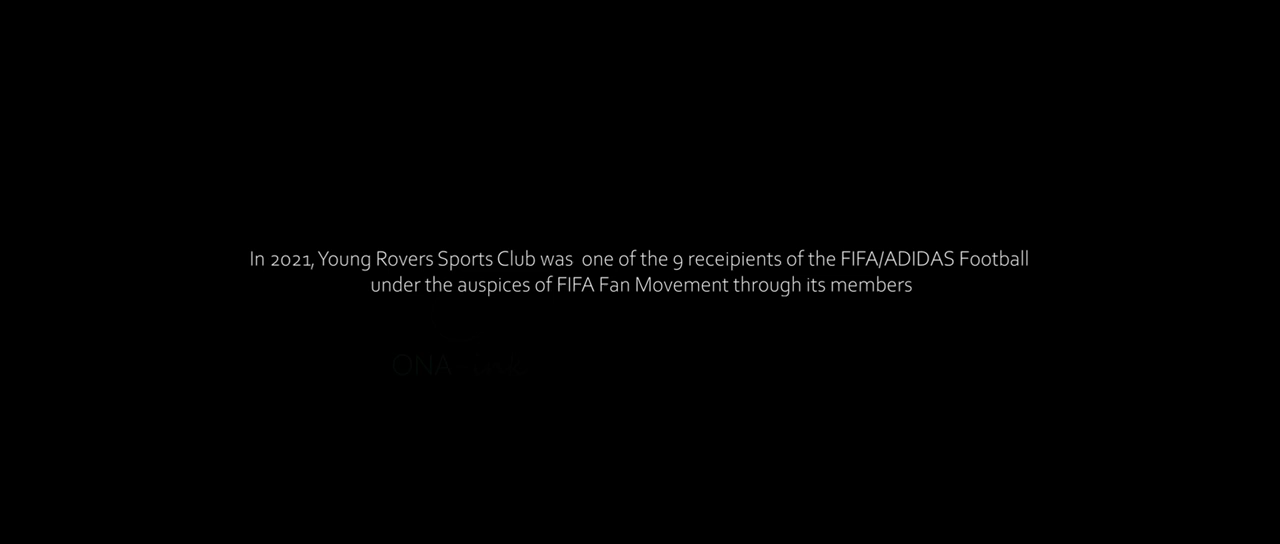 In 2021, Young Rovers Sports Club was  one of the 9 receipients of the FIFA/ADIDAS Football
under the auspices of FIFA Fan Movement through its members
ONA